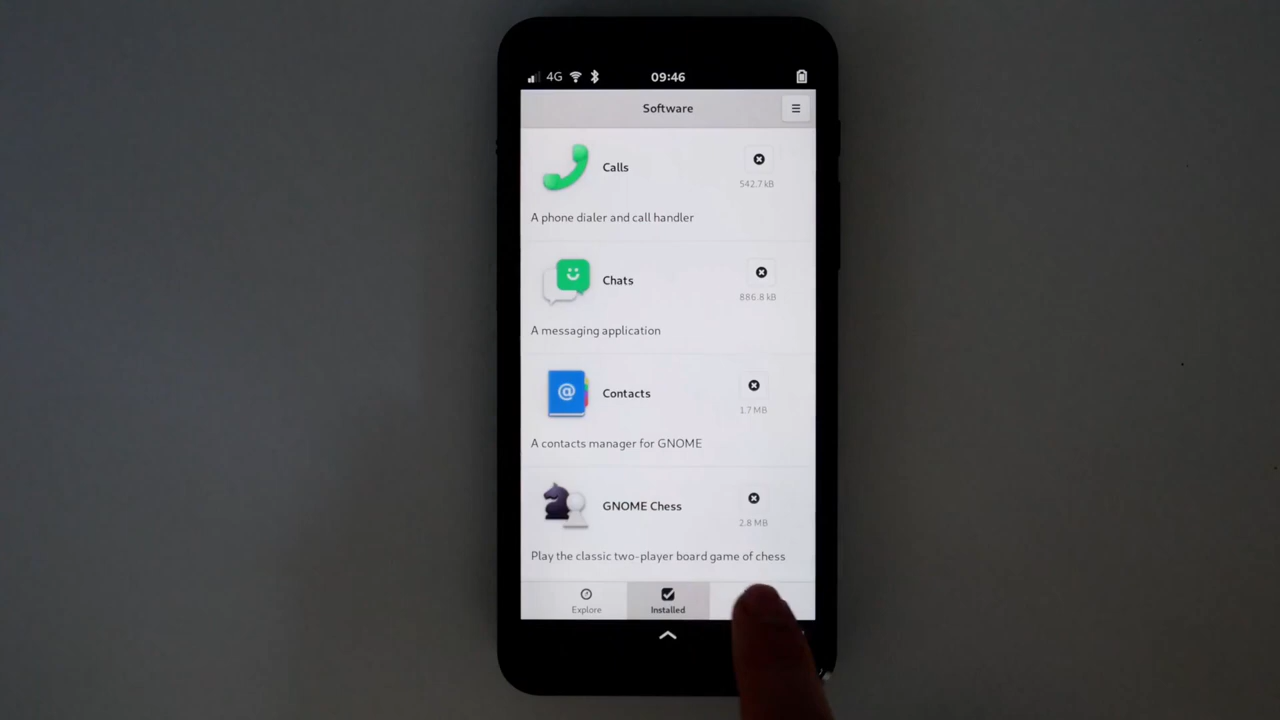 4G
09:46
Software
Calls
542.7 kB
A phone dialer and call handler
Chats
886.8 kB
A messaging application
Contacts
1.7 MB
A contacts manager for GNOME
GNOME Chess
2.8 MB
Play the classic two-player board game of chess
Explore
Installed